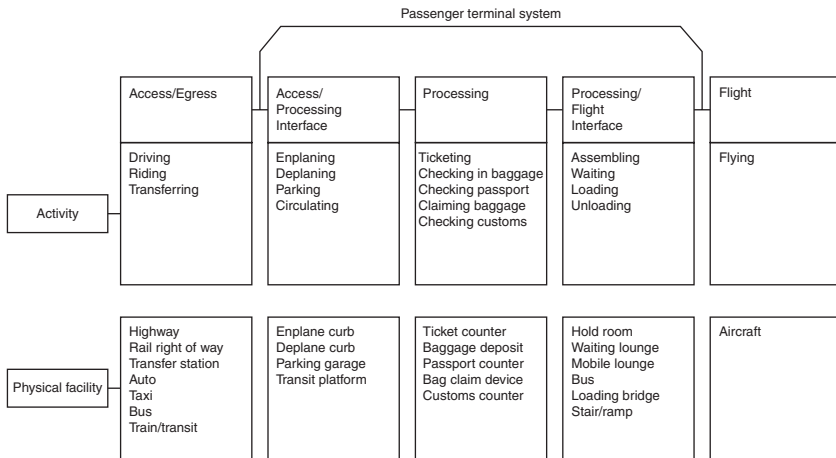 Passenger terminal system
Access/Egress
Access/
Processing
Interface
Processing
Processing/
Flight
Interface
Flight
Activity
Driving
Riding
Transferring
Enplaning
Deplaning
Parking
Circulating
Ticketing
Checking in baggage
Checking passport
Claiming baggage
Checking customs
Assembling
Waiting
Loading
Unloading
Flying
Physical facility
Highway
Rail right of way
Transfer station
Auto
Taxi
Bus
Train/transit
Enplane curb
Deplane curb
Parking garage
Transit platform
Ticket counter
Baggage deposit
Passport counter
Bag claim device
Customs counter
Hold room
Waiting lounge
Mobile lounge
Bus
Loading bridge
Stair/ramp
Aircraft